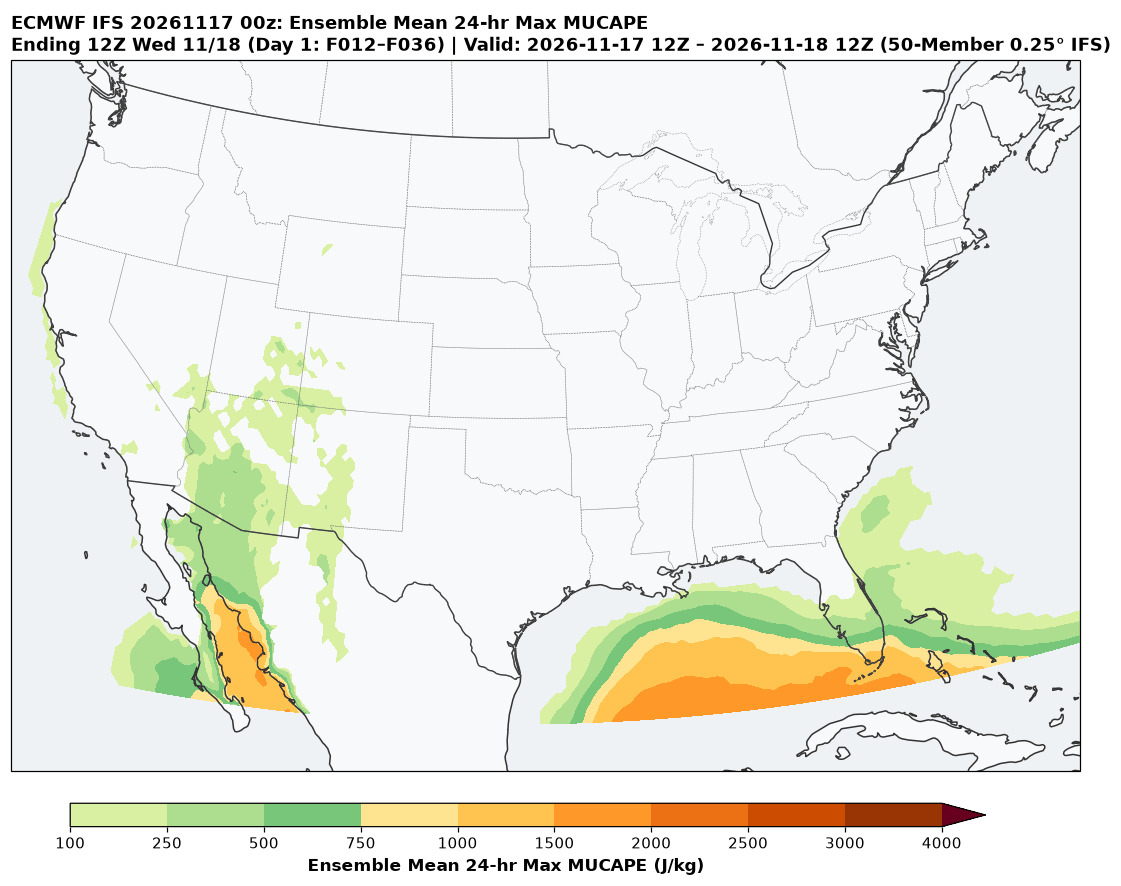 ECMWF IFS 20261117 00z: Ensemble Mean 24-hr Max MUCAPE
Ending 12Z Wed 11/18 (Day 1: F012–F036) | Valid: 2026-11-17 12Z – 2026-11-18 12Z (50-Member 0.25° IFS)
100 250 500 750 1000 1500 2000 2500 3000 4000
Ensemble Mean 24-hr Max MUCAPE (J/kg)